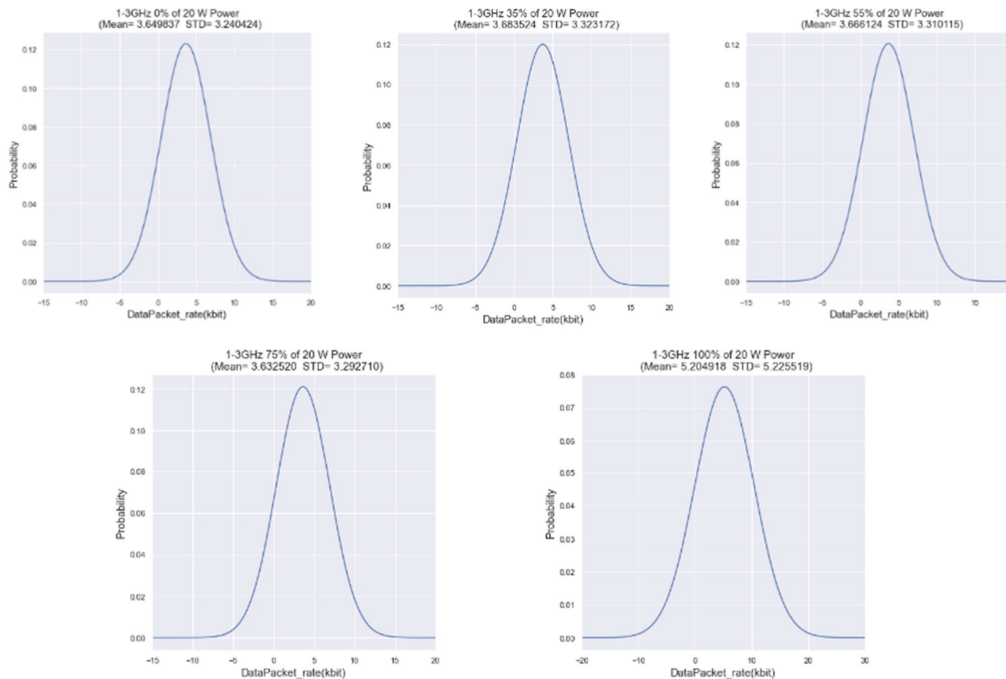 1-3GHz 0% of 20 W Power
(Mean= 3.649837 STD= 3.240424)
0.12
0.10
0.08
0.06
0.04
0.02
0.00
Probability
−15 −10 −5 0 5 10 15 20
DataPacket_rate(kbit)
1-3GHz 35% of 20 W Power
(Mean= 3.683524 STD= 3.323172)
0.12
0.10
0.08
0.06
0.04
0.02
0.00
Probability
−15 −10 −5 0 5 10 15 20
DataPacket_rate(kbit)
1-3GHz 55% of 20 W Power
(Mean= 3.666124 STD= 3.310115)
0.12
0.10
0.08
0.06
0.04
0.02
0.00
Probability
−15 −10 −5 0 5 10 15
DataPacket_rate(kbit)
1-3GHz 75% of 20 W Power
(Mean= 3.632520 STD= 3.292710)
0.12
0.10
0.08
0.06
0.04
0.02
0.00
Probability
−15 −10 −5 0 5 10 15 20
DataPacket_rate(kbit)
1-3GHz 100% of 20 W Power
(Mean= 5.204918 STD= 5.225519)
0.08
0.07
0.06
0.05
0.04
0.03
0.02
0.01
0.00
Probability
−20 −10 0 10 20 30
DataPacket_rate(kbit)